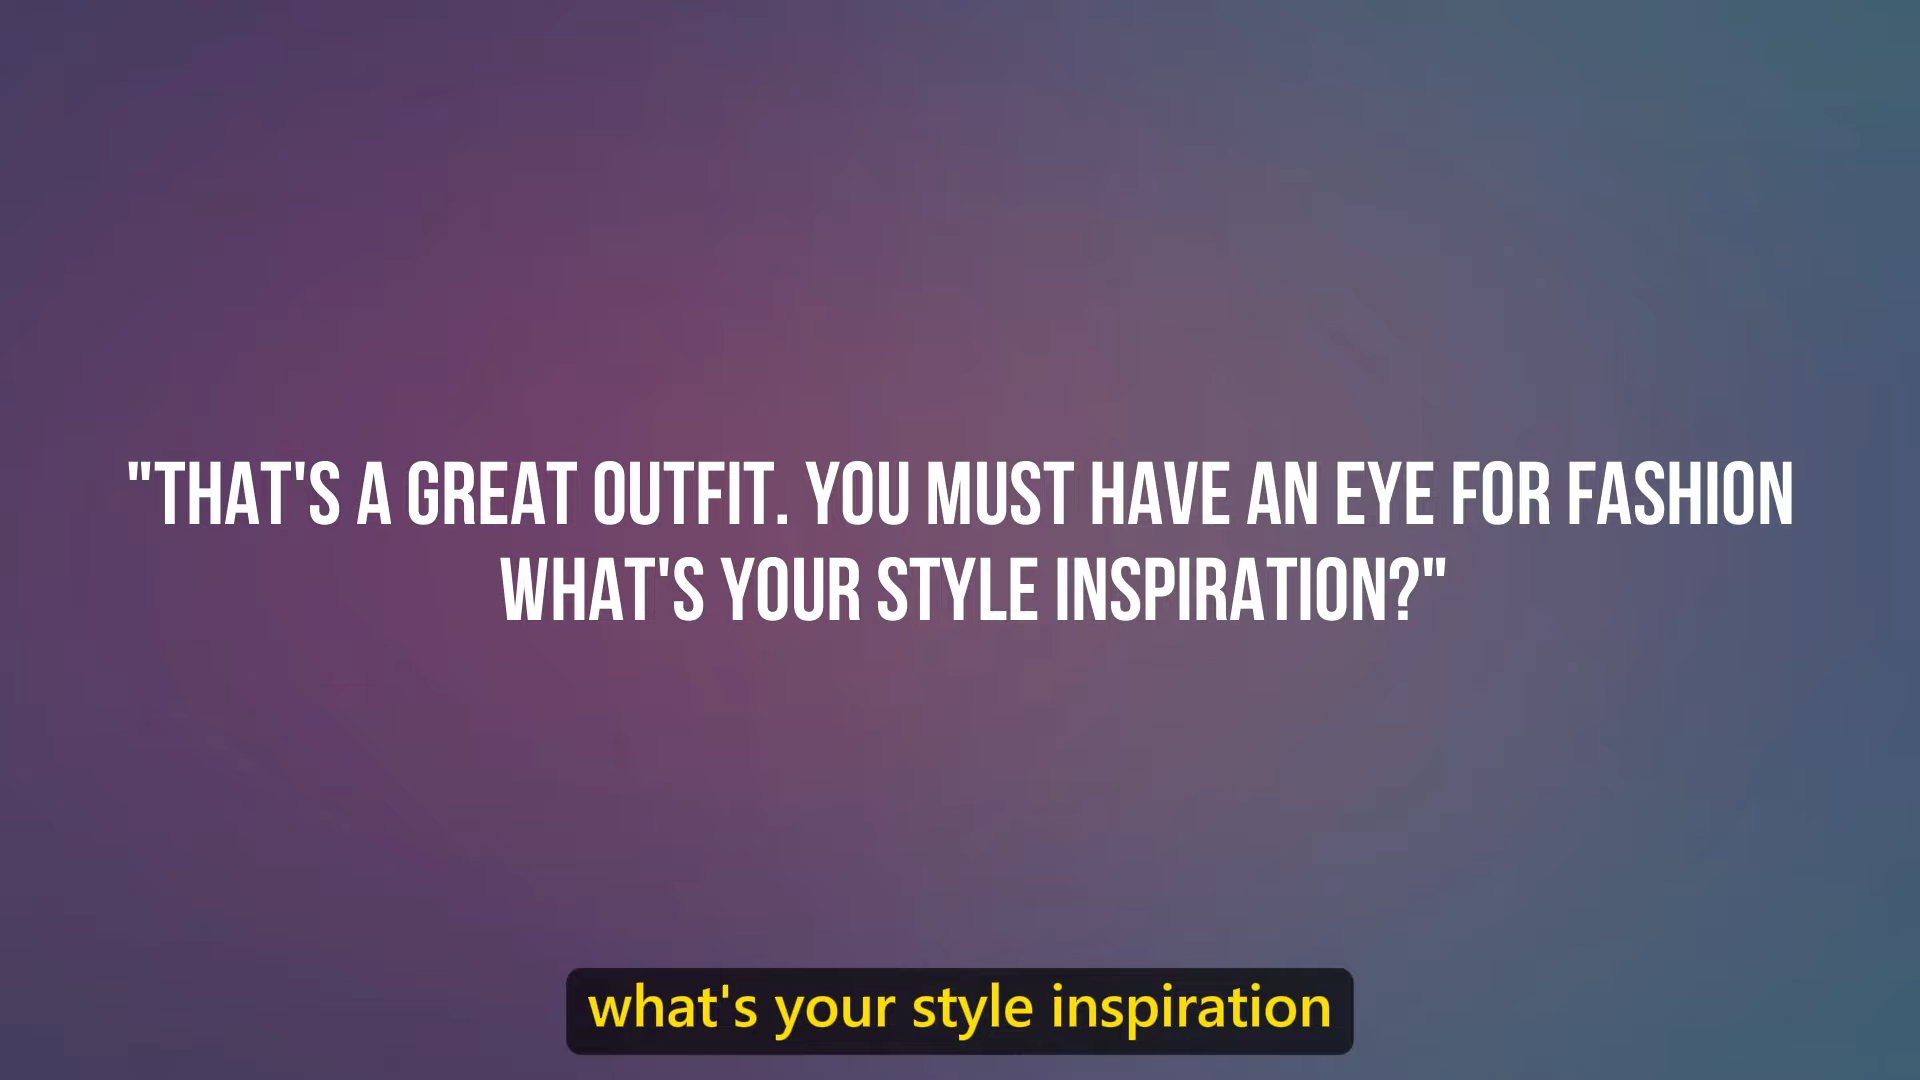 "THAT'S A GREAT OUTFIT. YOU MUST HAVE AN EYE FOR FASHION
WHAT'S YOUR STYLE INSPIRATION?"
what's your style inspiration